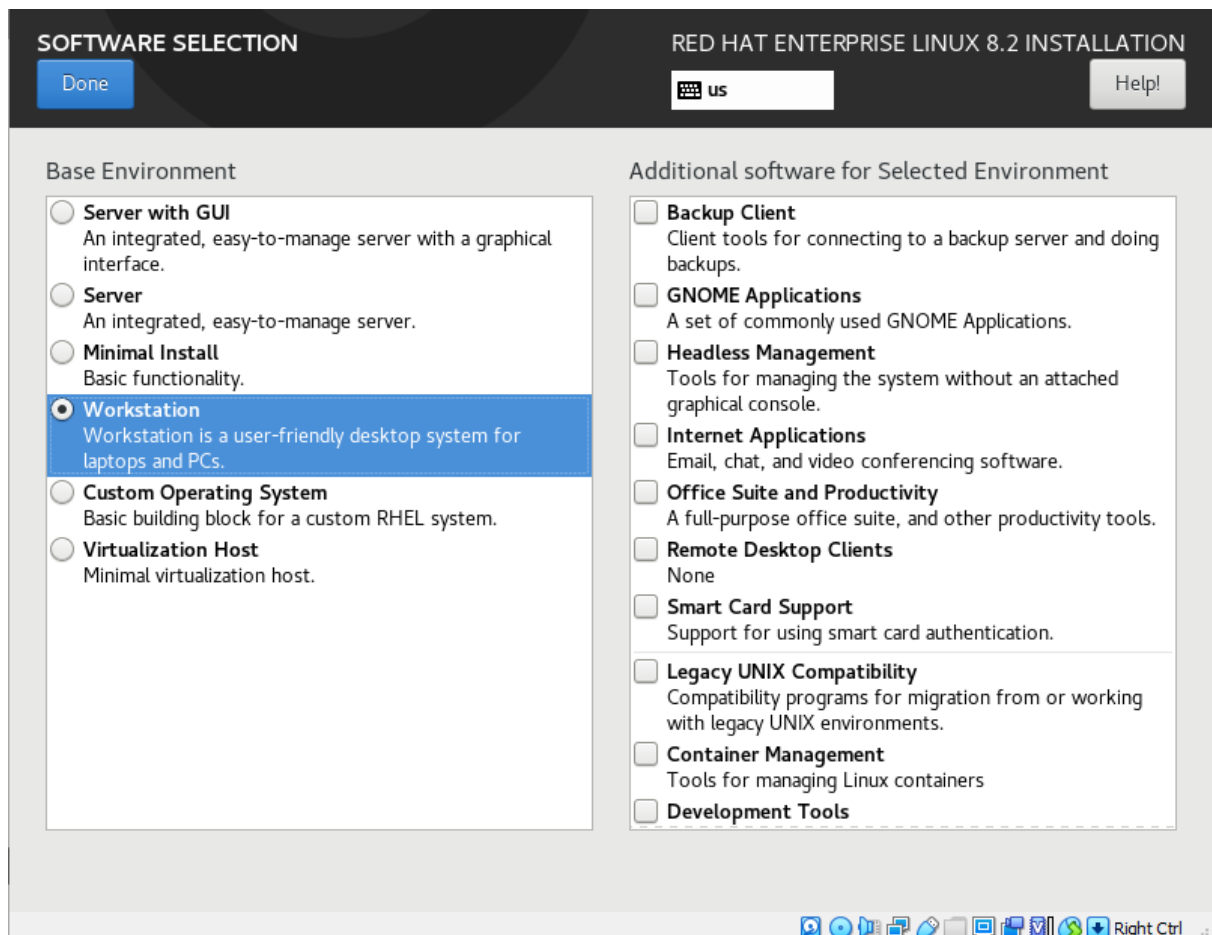 SOFTWARE SELECTION
RED HAT ENTERPRISE LINUX 8.2 INSTALLATION
Done
us
Help!
Base Environment
Server with GUI
An integrated, easy-to-manage server with a graphical
interface.
Server
An integrated, easy-to-manage server.
Minimal Install
Basic functionality.
Workstation
Workstation is a user-friendly desktop system for
laptops and PCs.
Custom Operating System
Basic building block for a custom RHEL system.
Virtualization Host
Minimal virtualization host.
Additional software for Selected Environment
Backup Client
Client tools for connecting to a backup server and doing
backups.
GNOME Applications
A set of commonly used GNOME Applications.
Headless Management
Tools for managing the system without an attached
graphical console.
Internet Applications
Email, chat, and video conferencing software.
Office Suite and Productivity
A full-purpose office suite, and other productivity tools.
Remote Desktop Clients
None
Smart Card Support
Support for using smart card authentication.
Legacy UNIX Compatibility
Compatibility programs for migration from or working
with legacy UNIX environments.
Container Management
Tools for managing Linux containers
Development Tools
Right Ctrl